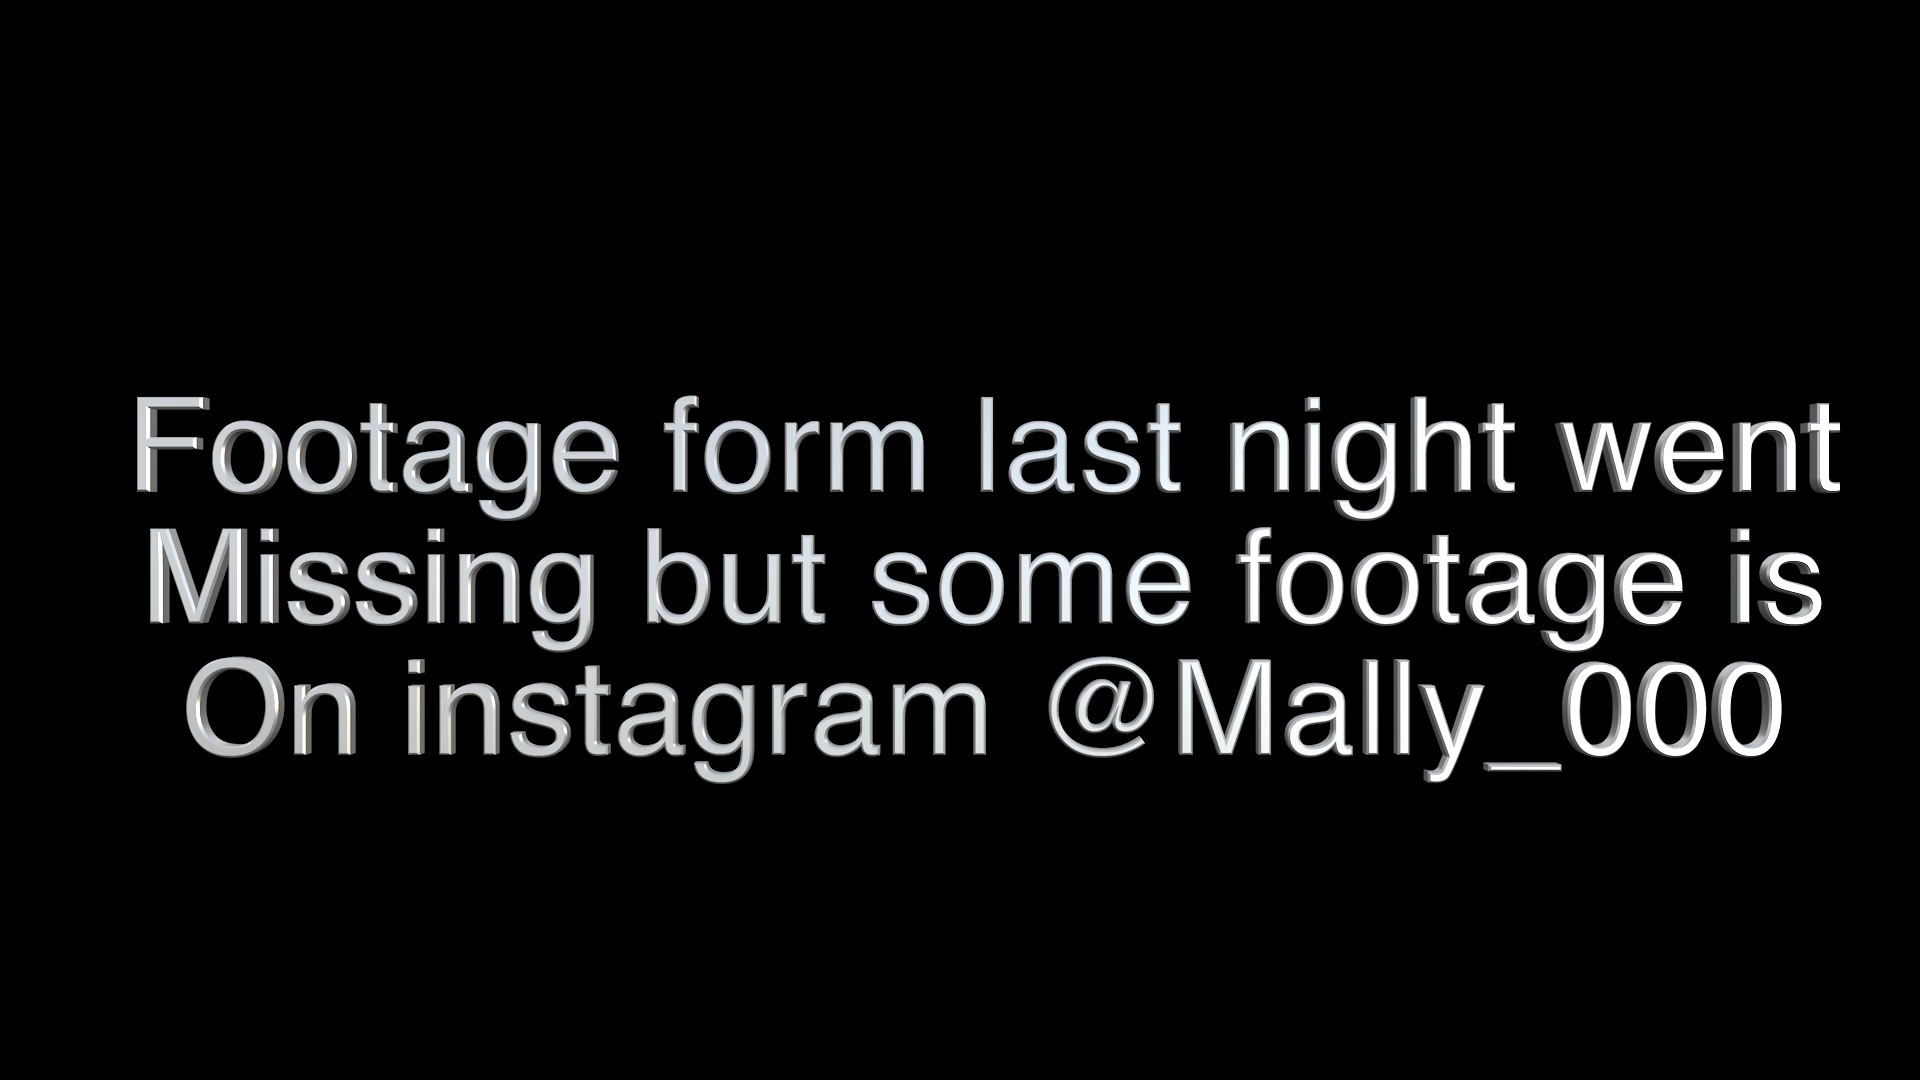 Footage form last night went
Missing but some footage is
On instagram @Mally_000